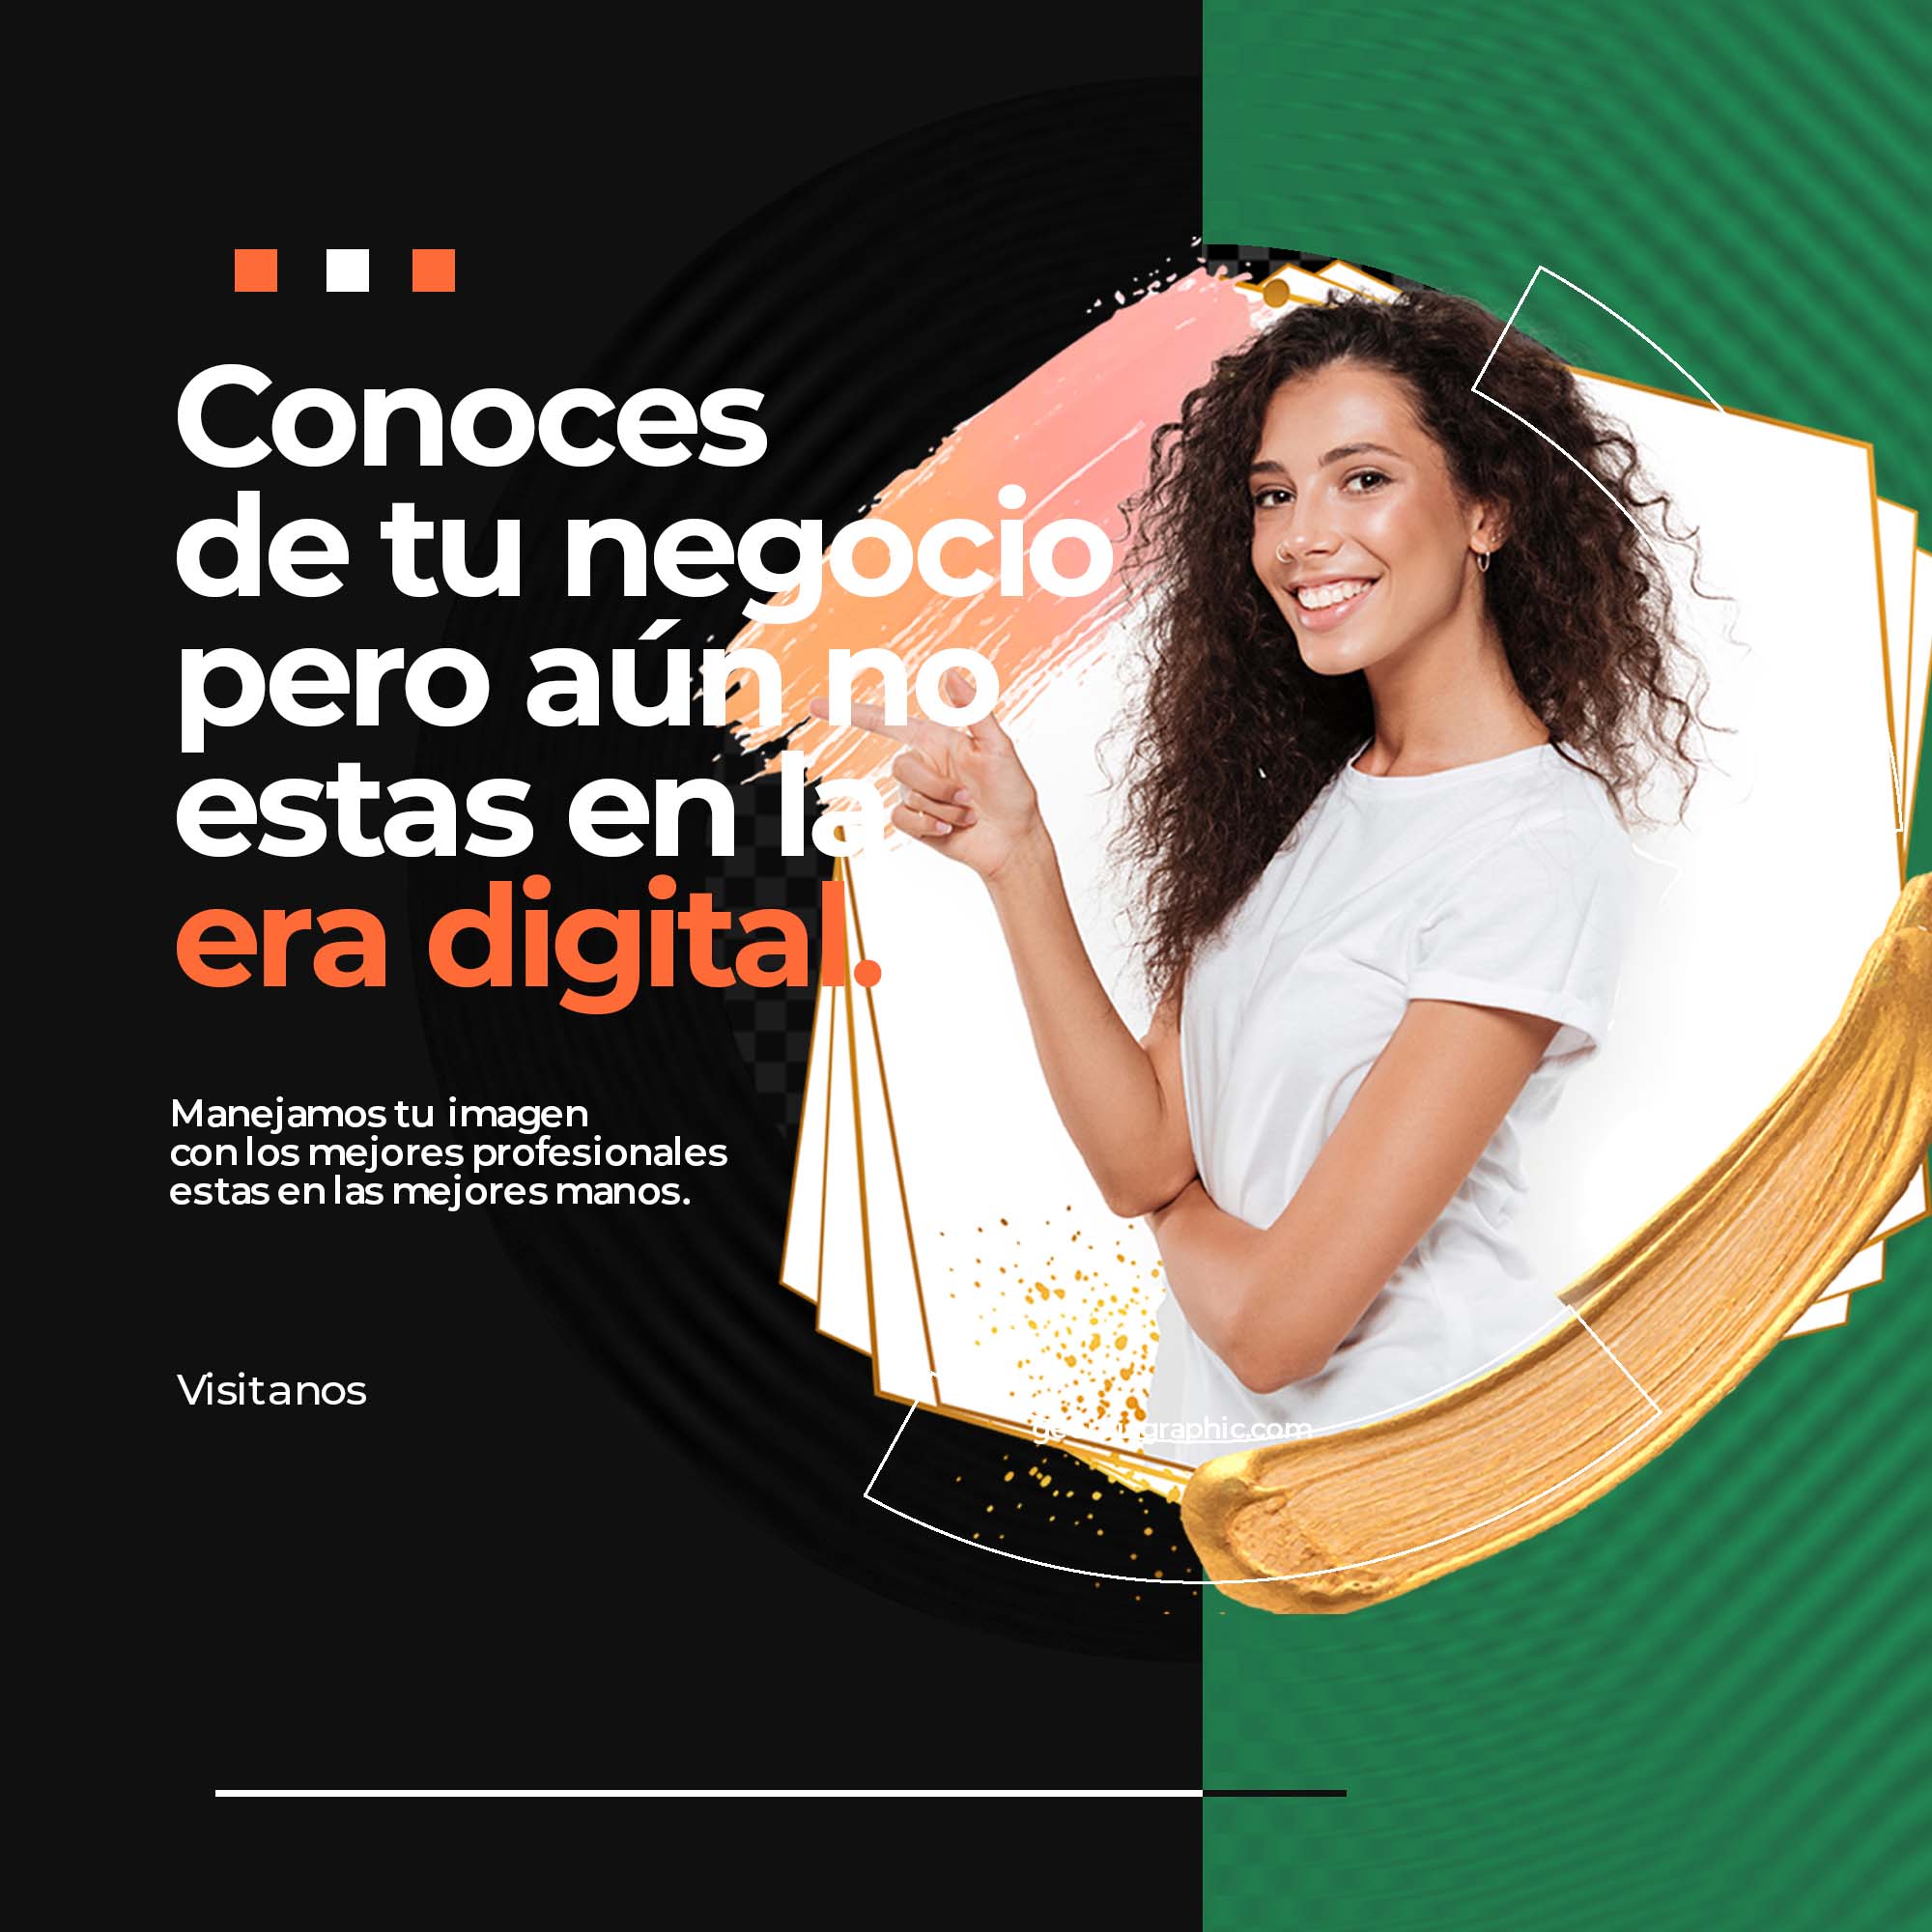 Conoces
de tu negocio
pero aún no
estas en la
era digital.
Manejamos tu imagen
con los mejores profesionales
estas en las mejores manos.
Visitanos